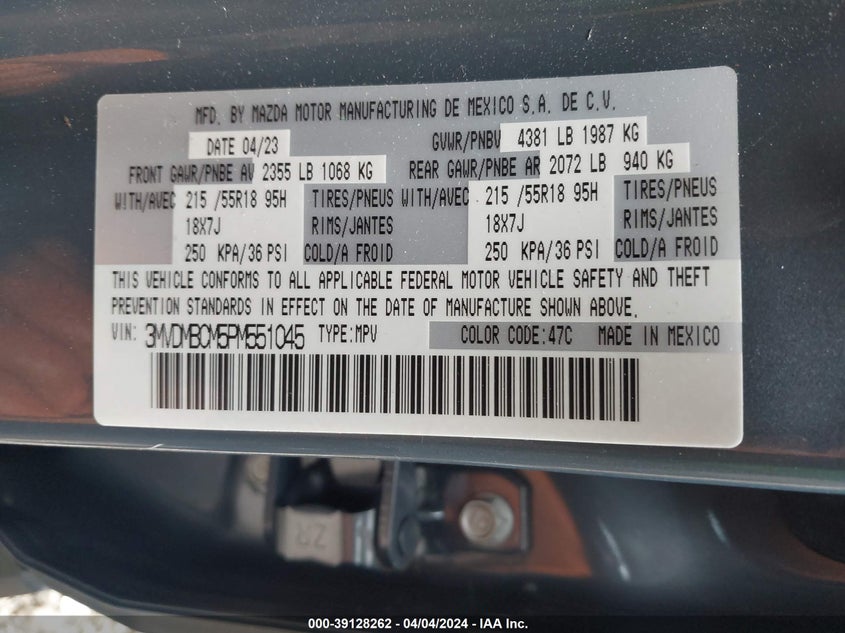 MFD. BY MAZDA MOTOR MANUFACTURING DE MEXICO S.A. DE C.V.
DATE 04/23 GVWR/PNBV 4381 LB 1987 KG
FRONT GAWR/PNBE AV 2355 LB 1068 KG REAR GAWR/PNBE AR 2072 LB 940 KG
WITH/AVEC 215 /55R18 95H TIRES/PNEUS WITH/AVEC 215 /55R18 95H TIRES/PNEUS
18X7J RIMS/JANTES 18X7J RIMS/JANTES
250 KPA/36 PSI COLD/A FROID 250 KPA/36 PSI COLD/A FROID
THIS VEHICLE CONFORMS TO ALL APPLICABLE FEDERAL MOTOR VEHICLE SAFETY AND THEFT
PREVENTION STANDARDS IN EFFECT ON THE DATE OF MANUFACTURE SHOWN ABOVE.
VIN: 3MVDMBCM5PM551045 TYPE:MPV COLOR CODE:47C MADE IN MEXICO
ZR
000-39128262 - 04/04/2024 - IAA Inc.